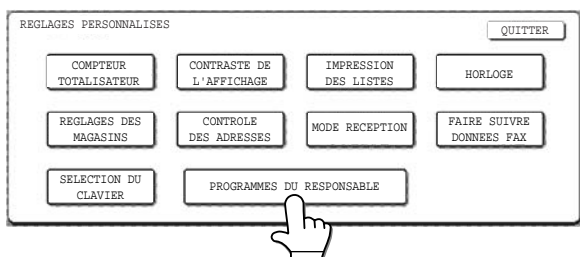 REGLAGES PERSONNALISES
QUITTER
COMPTEUR
TOTALISATEUR
CONTRASTE DE
L'AFFICHAGE
IMPRESSION
DES LISTES
HORLOGE
REGLAGES DES
MAGASINS
CONTROLE
DES ADRESSES
MODE RECEPTION
FAIRE SUIVRE
DONNEES FAX
SELECTION DU
CLAVIER
PROGRAMMES DU RESPONSABLE